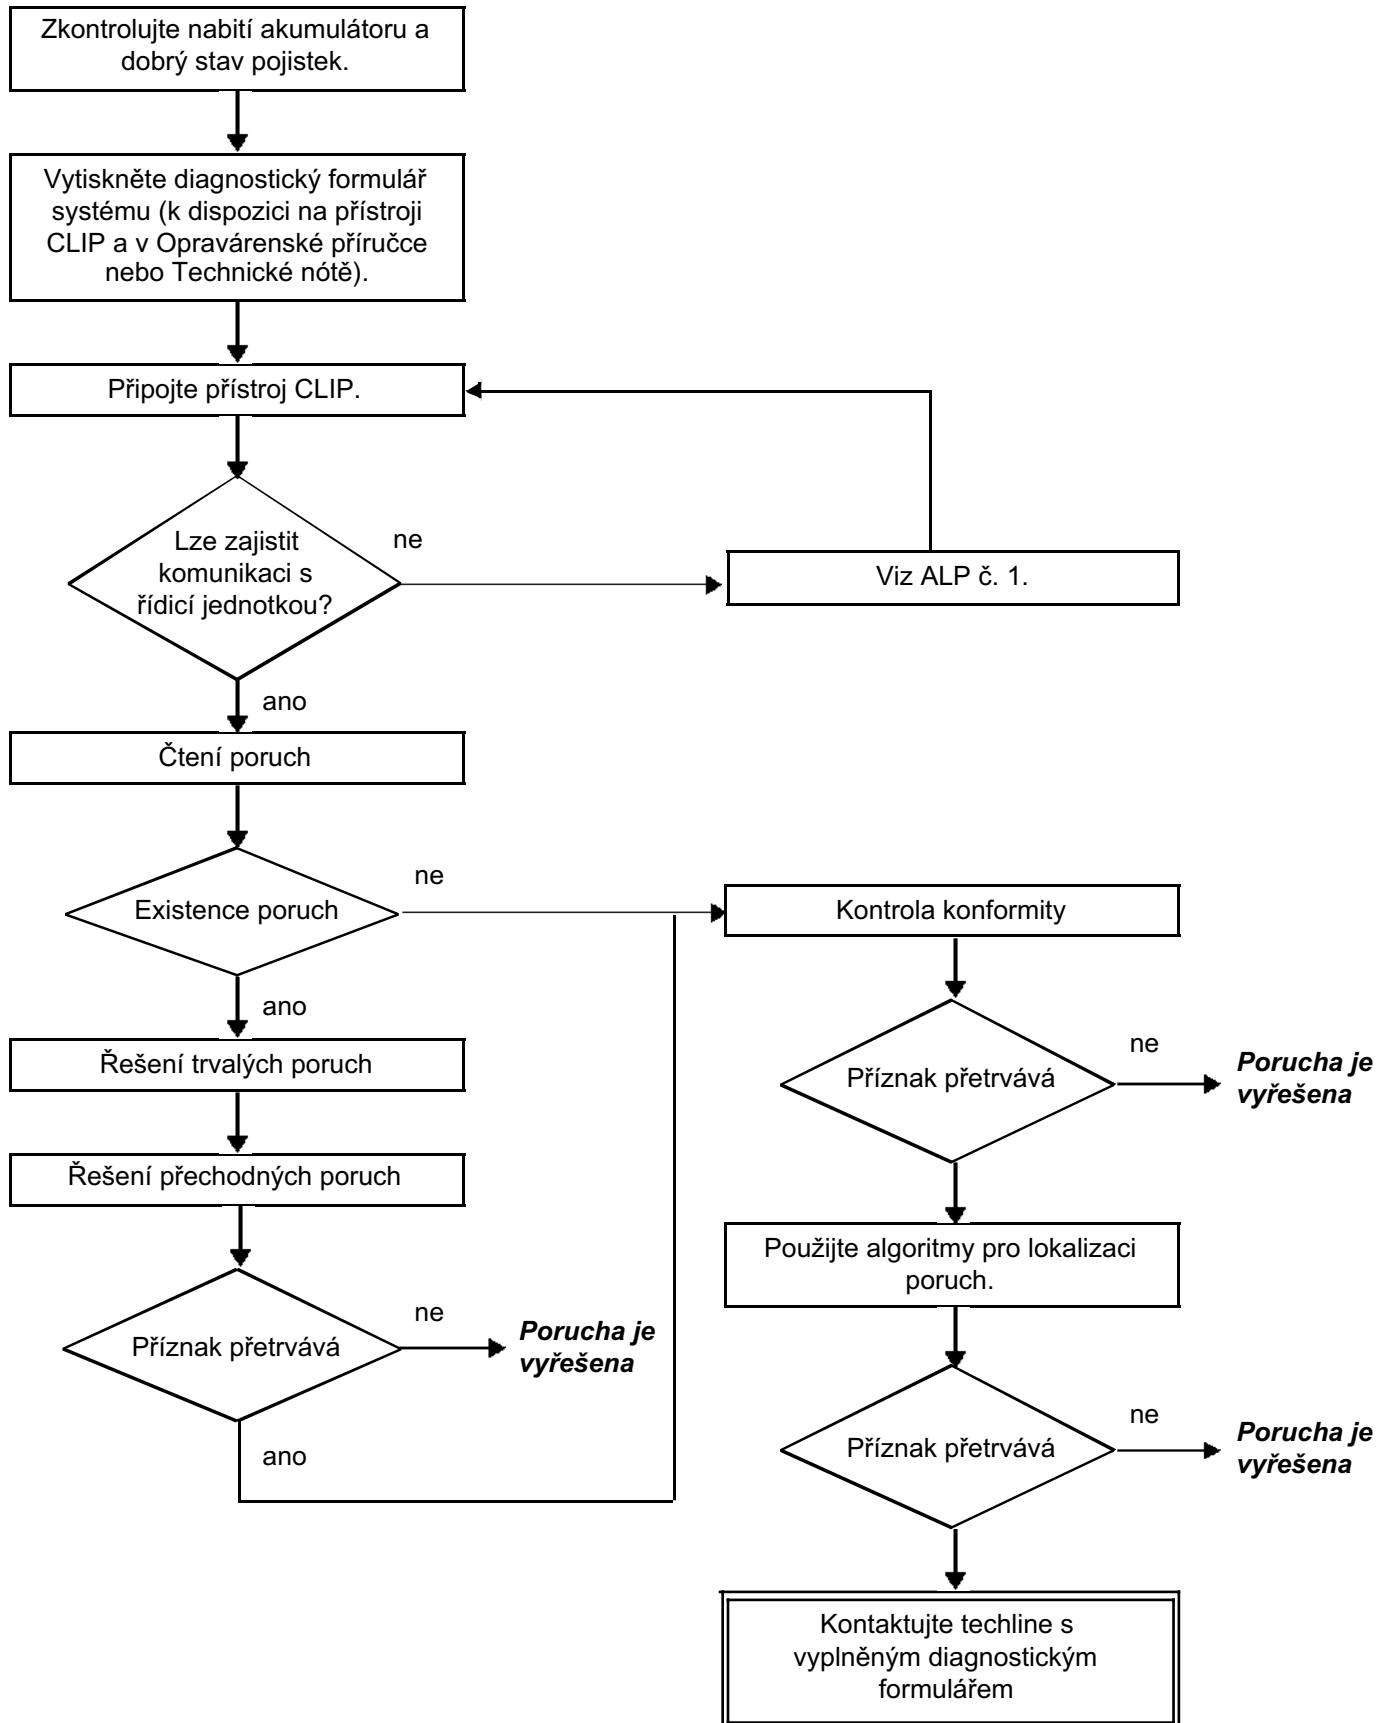 Zkontrolujte nabití akumulátoru a
dobrý stav pojistek.
Vytiskněte diagnostický formulář
systému (k dispozici na přístroji
CLIP a v Opravárenské příručce
nebo Technické nótě).
Připojte přístroj CLIP.
Lze zajistit
komunikaci s
řídicí jednotkou?
ne
Viz ALP č. 1.
ano
Čtení poruch
Existence poruch
ne
Kontrola konformity
ano
Řešení trvalých poruch
Příznak přetrvává
ne
Porucha je
vyřešena
Řešení přechodných poruch
Použijte algoritmy pro lokalizaci
poruch.
Příznak přetrvává
ne
Porucha je
vyřešena
ano
Příznak přetrvává
ne
Porucha je
vyřešena
Kontaktujte techline s
vyplněným diagnostickým
formulářem